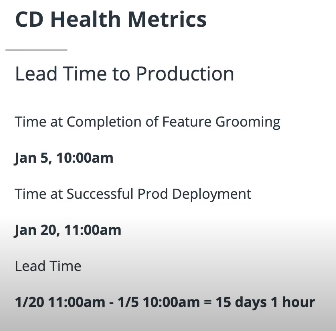 CD Health Metrics
Lead Time to Production
Time at Completion of Feature Grooming
Jan 5, 10:00am
Time at Successful Prod Deployment
Jan 20, 11:00am
Lead Time
1/20 11:00am - 1/5 10:00am = 15 days 1 hour